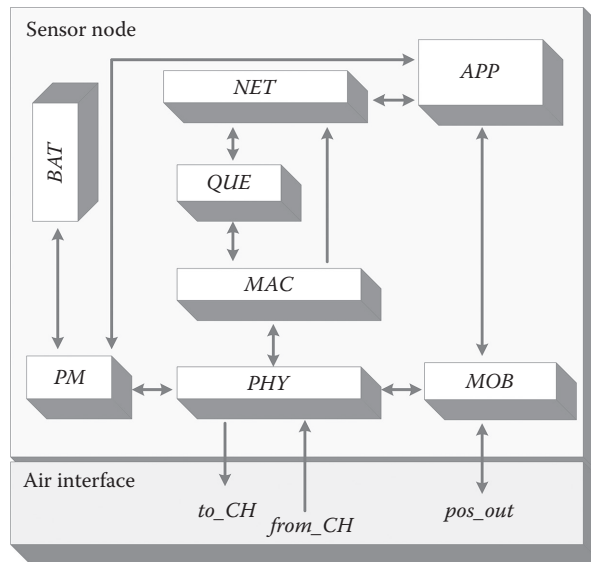 Sensor node
APP
NET
BAT
QUE
MAC
PM
PHY
MOB
Air interface
to_CH
from_CH
pos_out